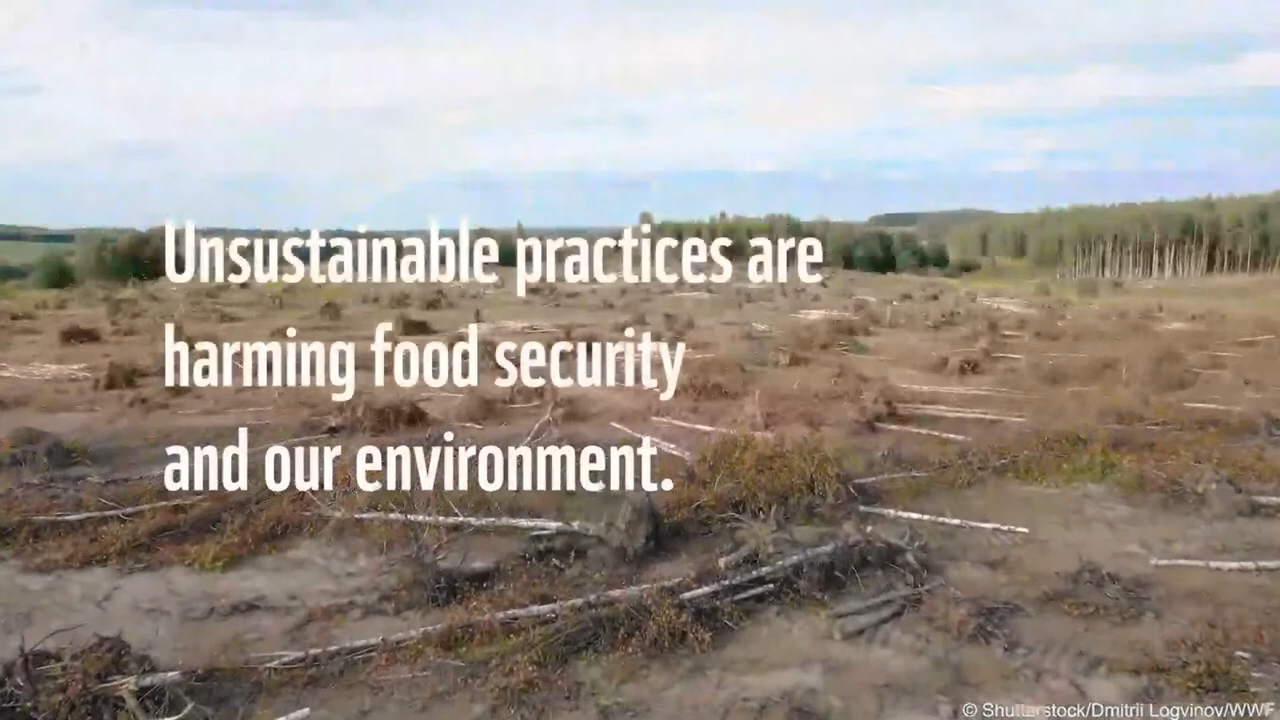 Unsustainable practices are
harming food security
and our environment.
© Shutterstock/Dmitrii Logvinov/WWF